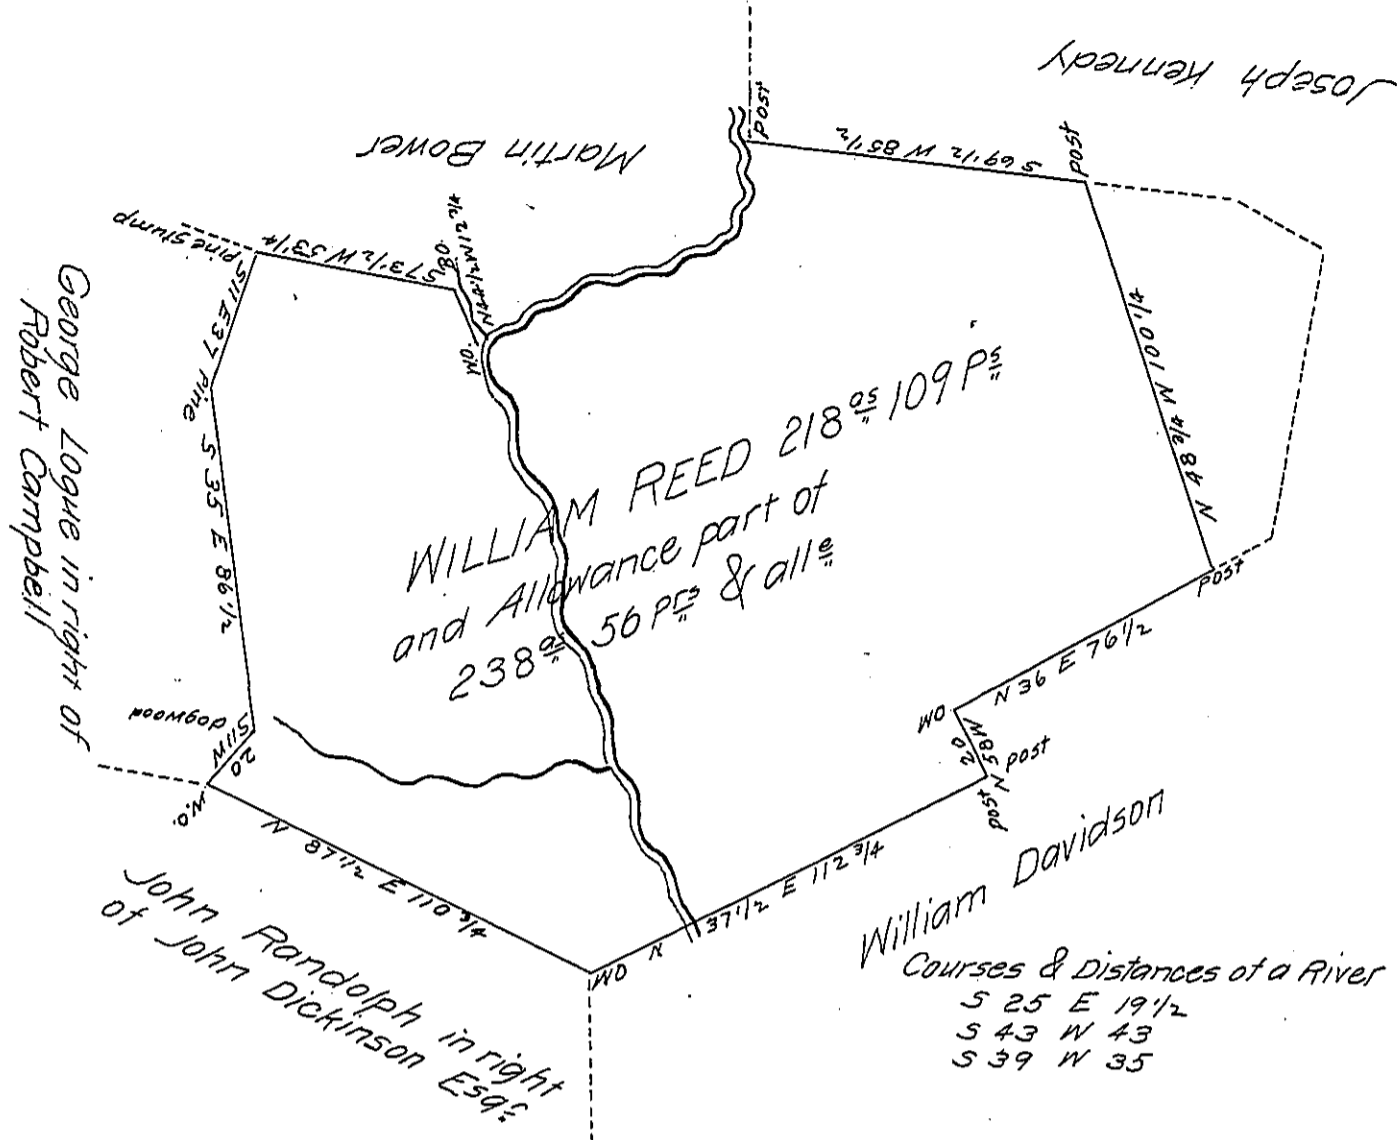 Joseph Kennedy
post
S 69 1/2 W 85 1/2
post
Martin Bower
N 44 1/2 W 21 3/4
S 80
W.O.
S 73 1/2 W 53 1/4
Pine stump
S 11 E 37
Pine
S 35 E 86 1/2
dogwood
S 11 W
20
W.O.
George Logue in right of
Robert Campbell
N 48 3/4 W 100 1/4
post
N 36 E 76 1/2
WO
N 58 W
20
post
post
WILLIAM REED 218 as 109 Ps
and Allowance part of
238 as 56 prs & alle
N 87 1/2 E 110 3/4
WO
N 37 1/2 E 112 3/4
William Davidson
John Randolph in right
of John Dickinson Esqr
Courses & Distances of a River
S 25 E 19 1/2
S 43 W 43
S 39 W 35